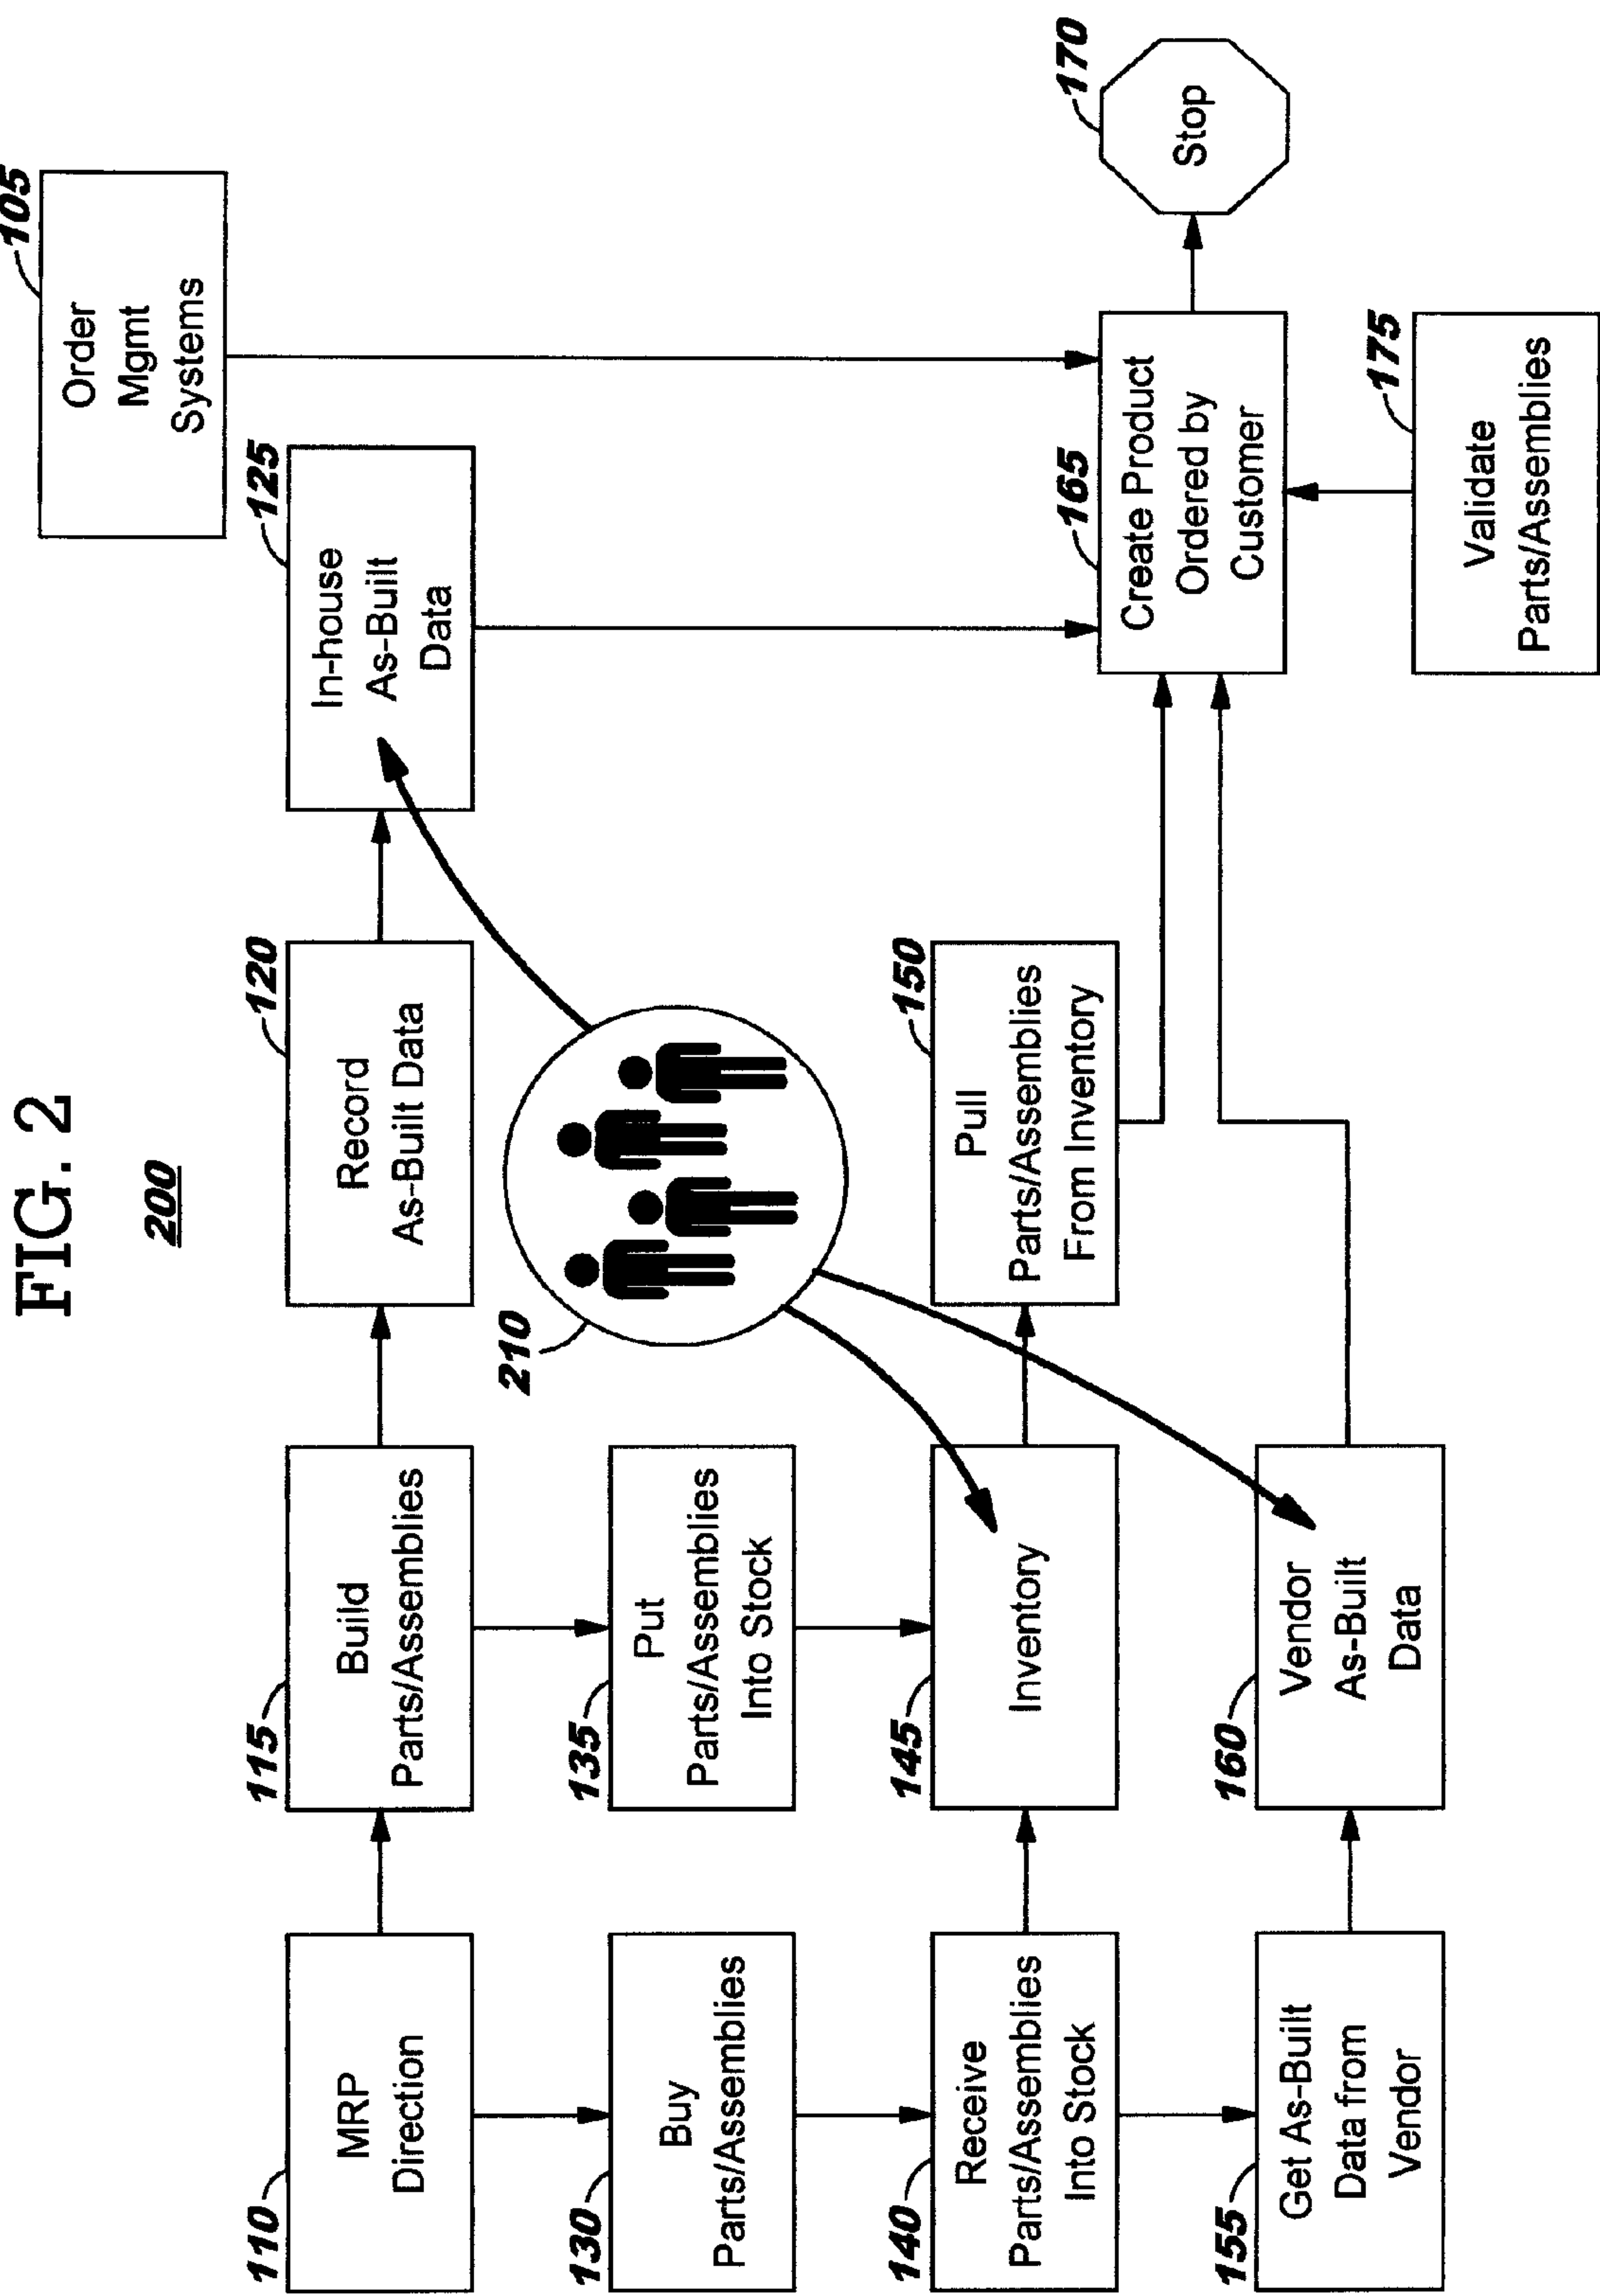 FIG. 2
200
105
Order
Mgmt
Systems
110
MRP
Direction
115
Build
Parts/Assemblies
120
Record
As-Built Data
125
In-house
As-Built
Data
130
Buy
Parts/Assemblies
135
Put
Parts/Assemblies
Into Stock
210
140
Receive
Parts/Assemblies
Into Stock
145
Inventory
150
Pull
Parts/Assemblies
From Inventory
165
Create Product
Ordered by
Customer
170
Stop
155
Get As-Built
Data from
Vendor
160
Vendor
As-Built
Data
175
Validate
Parts/Assemblies